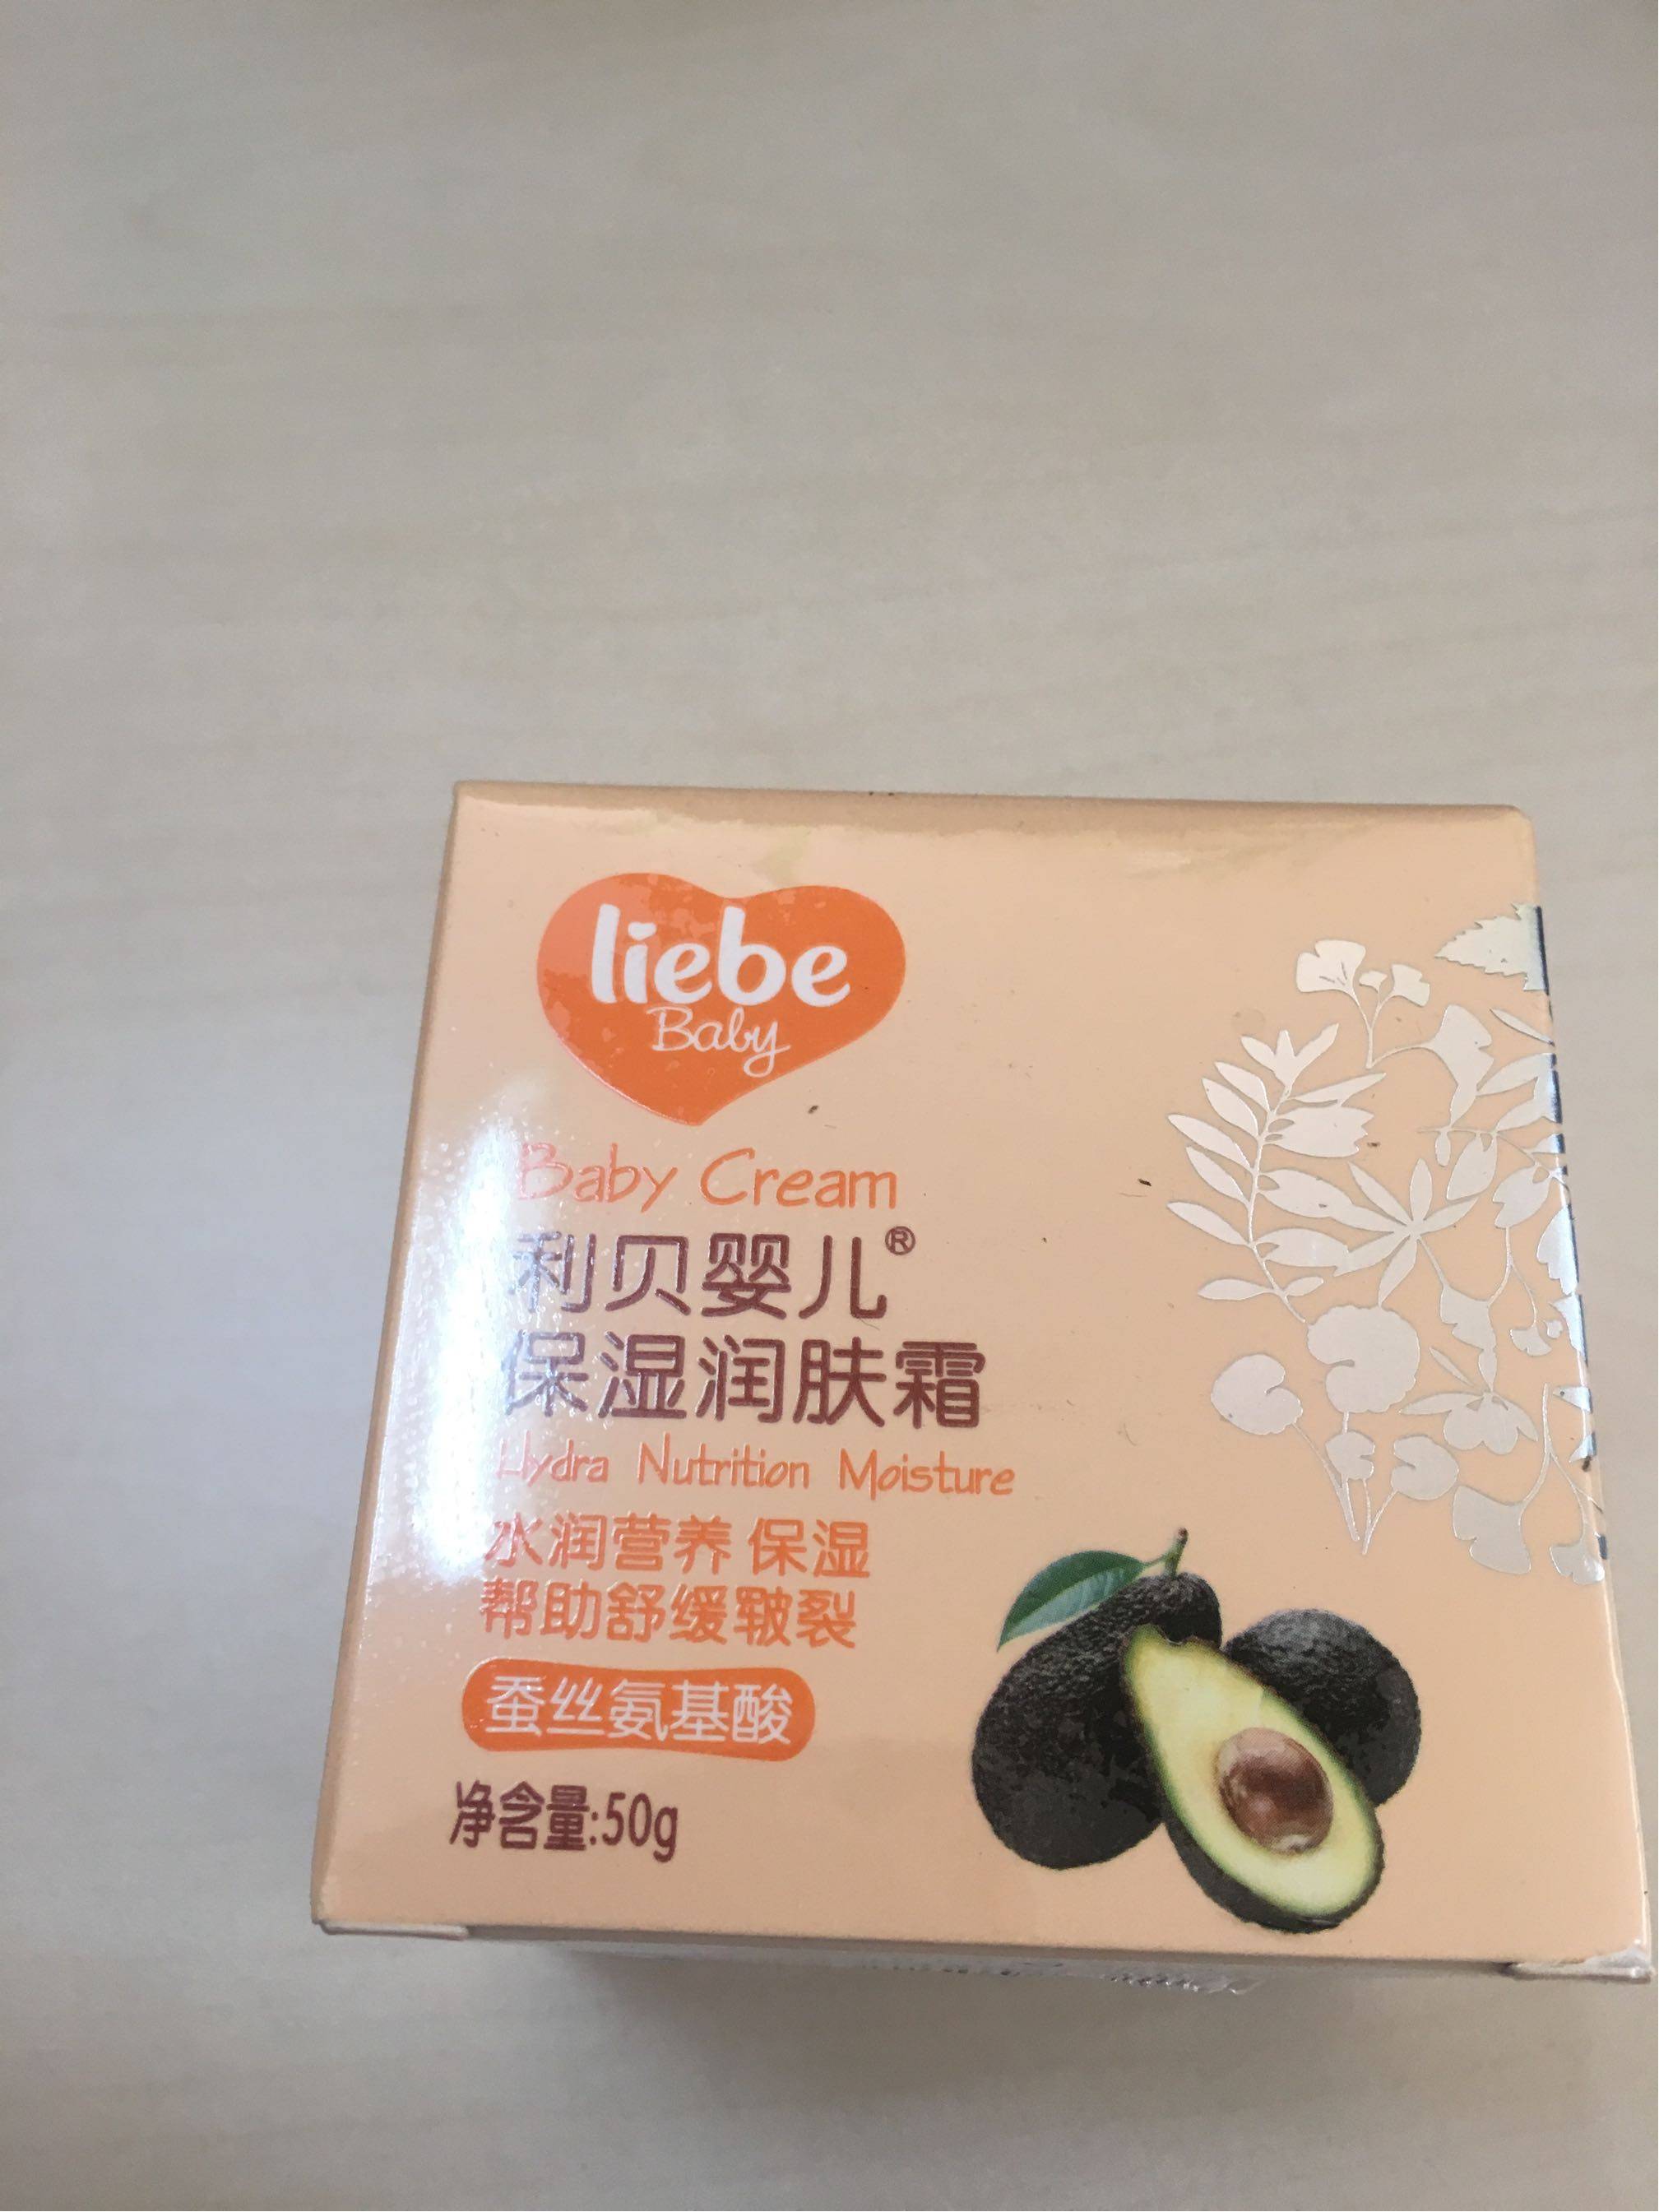 liebe
Baby
Baby Cream
利贝婴儿®
保湿润肤霜
Hydra Nutrition Moisture
水润营养 保湿
帮助舒缓皲裂
蚕丝氨基酸
净含量:50g